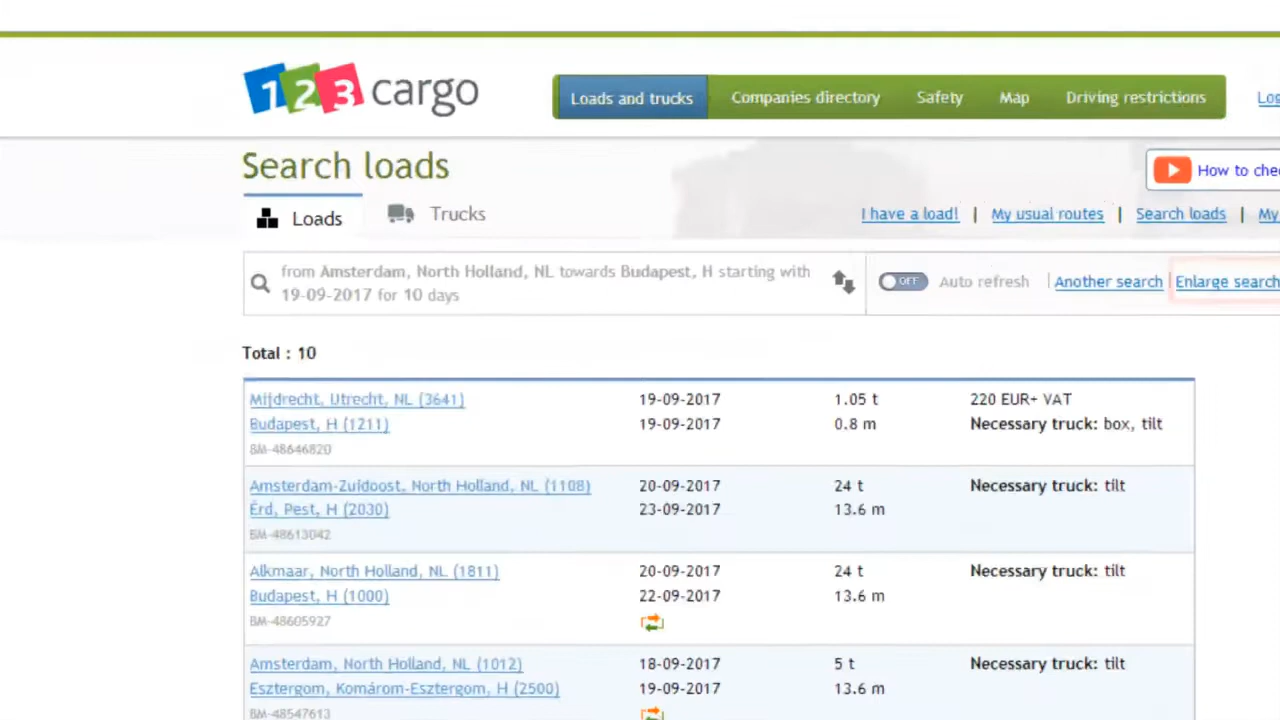 123 cargo
Loads and trucks
Companies directory
Safety
Map
Driving restrictions
Search loads
How to
Loads
Trucks
I have a load!
|
My usual routes
|
Search loads
|
My
from Amsterdam, North Holland, NL towards Budapest, H starting with
19-09-2017 for 10 days
OFF
Auto refresh
|
Another search
|
Enlarge search
Total : 10
Mijdrecht, Utrecht, NL (3641)
19-09-2017
1.05 t
220 EUR+ VAT
Budapest, H (1211)
19-09-2017
0.8 m
Necessary truck: box, tilt
BM-48646820
Amsterdam-Zuidoost, North Holland, NL (1108)
20-09-2017
24 t
Necessary truck: tilt
Érd, Pest, H (2030)
23-09-2017
13.6 m
BM-48613042
Alkmaar, North Holland, NL (1811)
20-09-2017
24 t
Necessary truck: tilt
Budapest, H (1000)
22-09-2017
13.6 m
BM-48605927
Amsterdam, North Holland, NL (1012)
18-09-2017
5 t
Necessary truck: tilt
Esztergom, Komárom-Esztergom, H (2500)
19-09-2017
13.6 m
BM-48547613